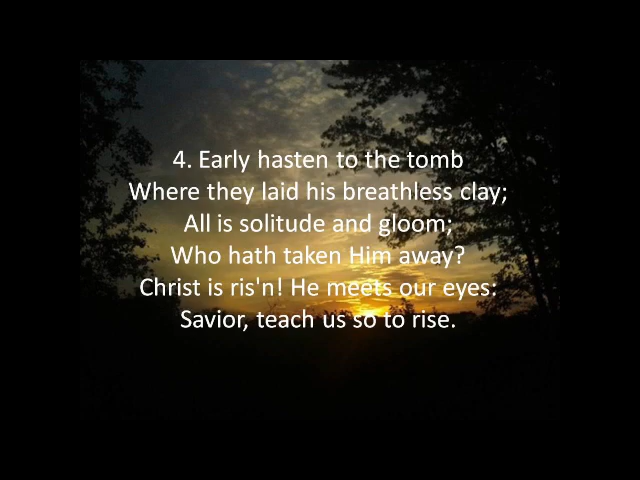 4. Early hasten to the tomb
Where they laid his breathless clay;
All is solitude and gloom;
Who hath taken Him away?
Christ is ris'n! He meets our eyes:
Savior, teach us so to rise.